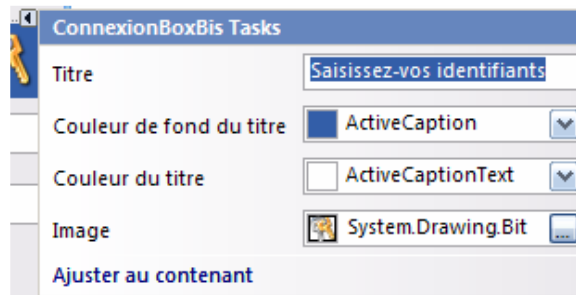 ConnexionBoxBis Tasks
Titre Saisissez-vos identifiants
Couleur de fond du titre ActiveCaption
Couleur du titre ActiveCaptionText
Image System.Drawing.Bit ...
Ajuster au contenant